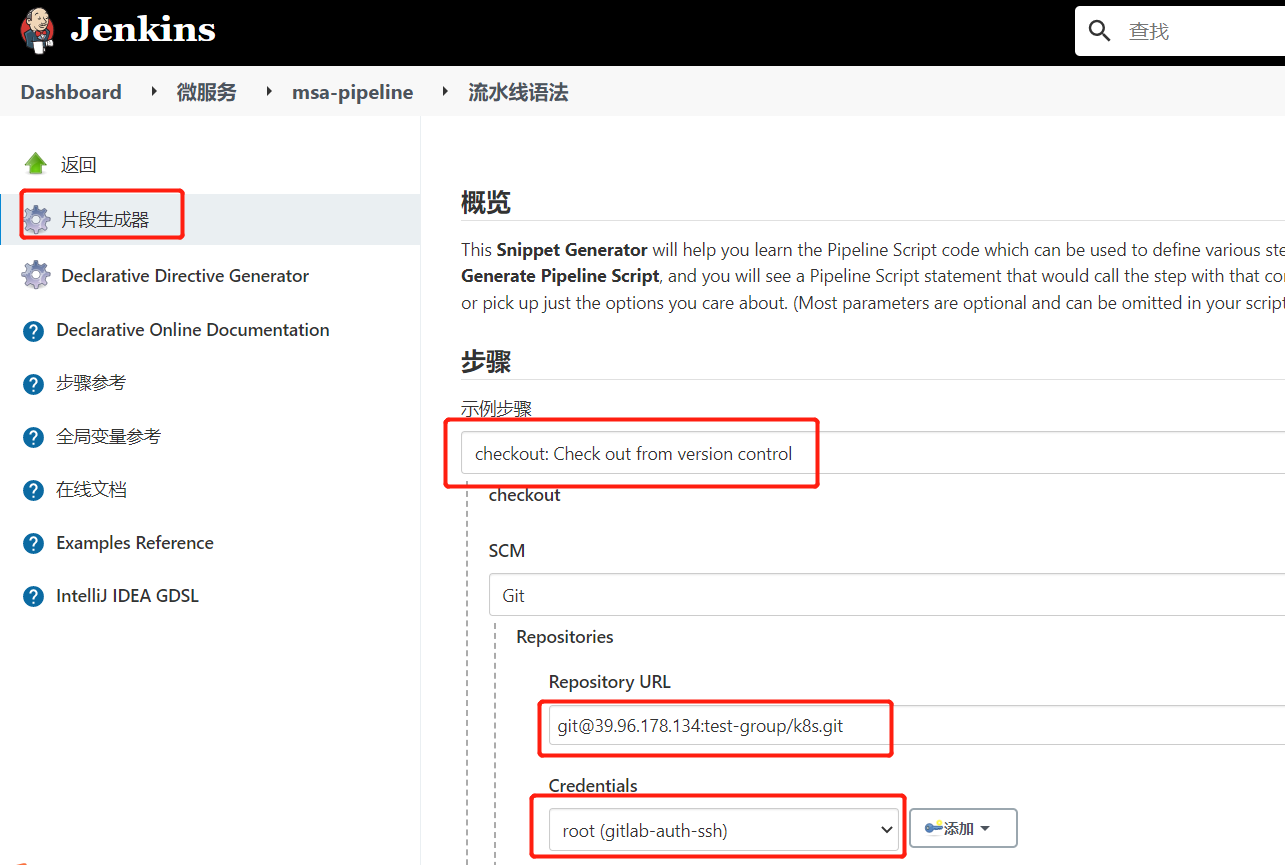 Jenkins
查找
Dashboard 微服务 msa-pipeline 流水线语法
返回
片段生成器
Declarative Directive Generator
Declarative Online Documentation
步骤参考
全局变量参考
在线文档
Examples Reference
IntelliJ IDEA GDSL
概览
This Snippet Generator will help you learn the Pipeline Script code which can be used to define various ste
Generate Pipeline Script, and you will see a Pipeline Script statement that would call the step with that co
or pick up just the options you care about. (Most parameters are optional and can be omitted in your script
步骤
示例步骤
checkout: Check out from version control
checkout
SCM
Git
Repositories
Repository URL
git@39.96.178.134:test-group/k8s.git
Credentials
root (gitlab-auth-ssh)
添加